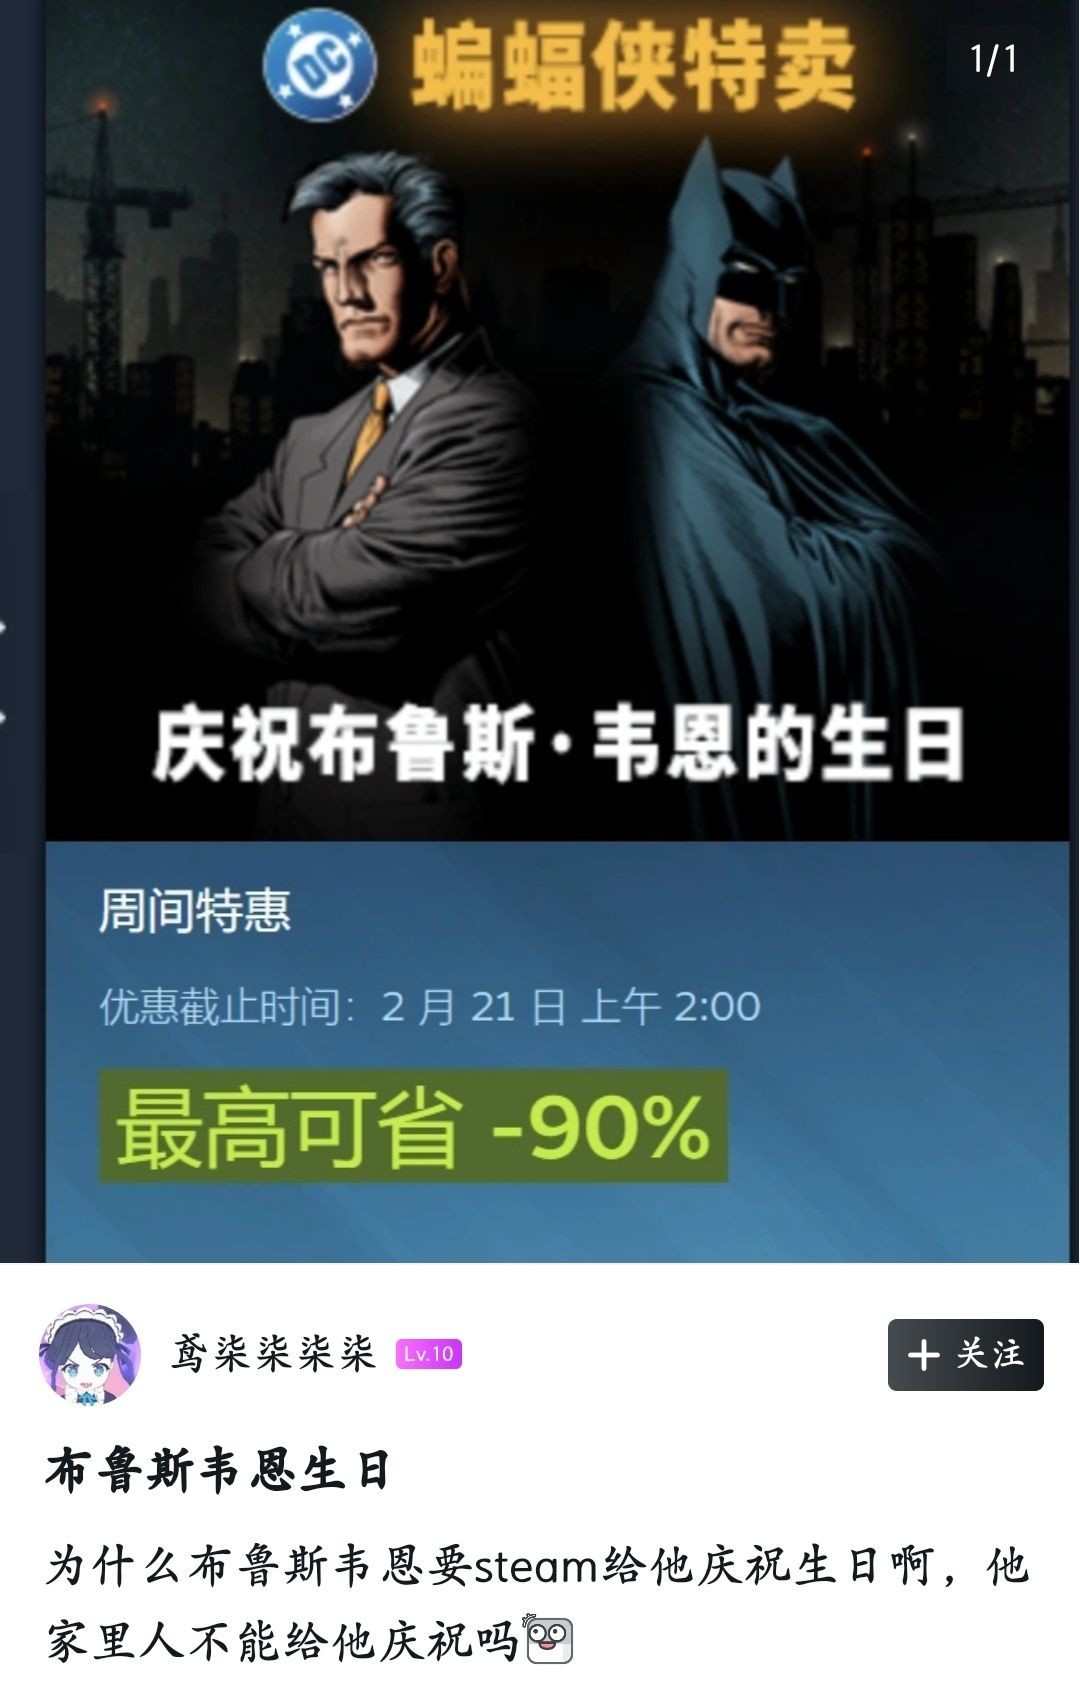 DC 蝙蝠侠特卖
1/1
庆祝布鲁斯·韦恩的生日
周间特惠
优惠截止时间：2 月 21 日 上午 2:00
最高可省 -90%
鸢柒柒柒柒 Lv.10
+ 关注
布鲁斯韦恩生日
为什么布鲁斯韦恩要steam给他庆祝生日啊，他
家里人不能给他庆祝吗